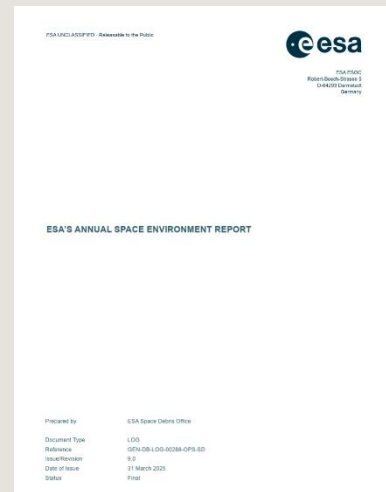 ESA UNCLASSIFIED - Releasable to the Public
esa
ESA ESOC
Robert-Bosch-Strasse 5
D-64293 Darmstadt
Germany
ESA'S ANNUAL SPACE ENVIRONMENT REPORT
Prepared by ESA Space Debris Office
Document Type LOG
Reference GEN-DB-LOG-00288-OPS-SD
Issue/Revision 9.0
Date of Issue 31 March 2025
Status Final